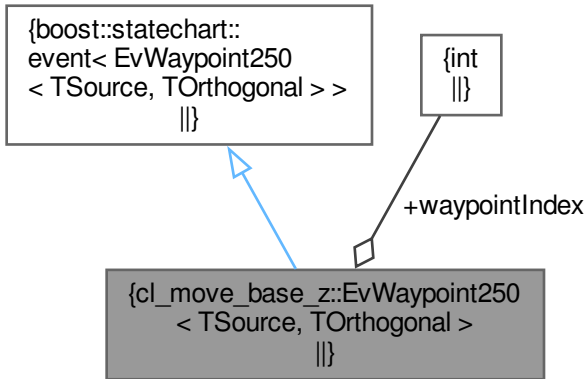 {boost::statechart::
event< EvWaypoint250
< TSource, TOrthogonal > >
||}
{int
||}
+waypointIndex
{cl_move_base_z::EvWaypoint250
< TSource, TOrthogonal >
||}